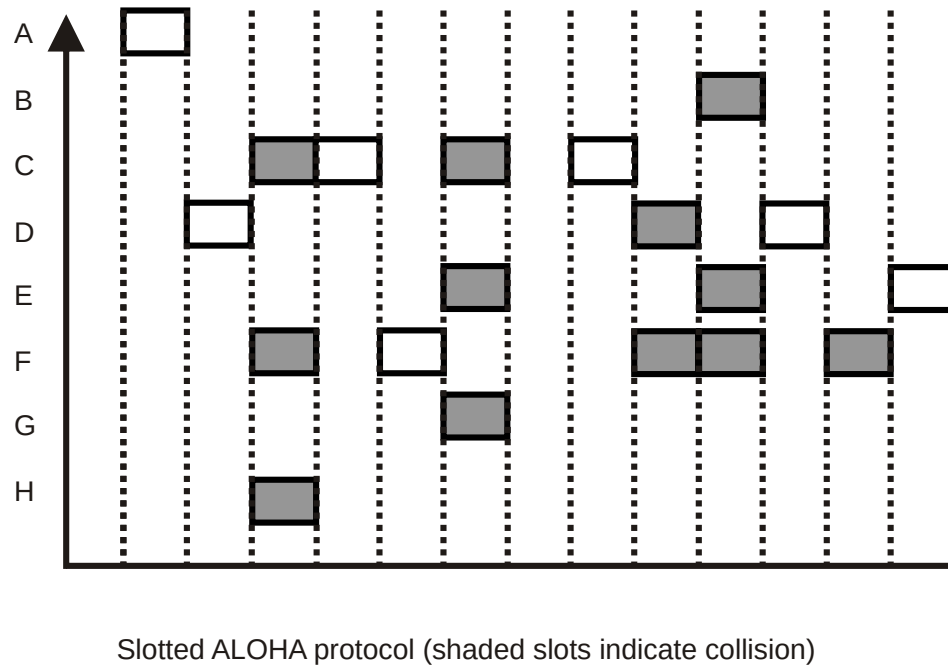 A
B
C
D
E
F
G
H
Slotted ALOHA protocol (shaded slots indicate collision)